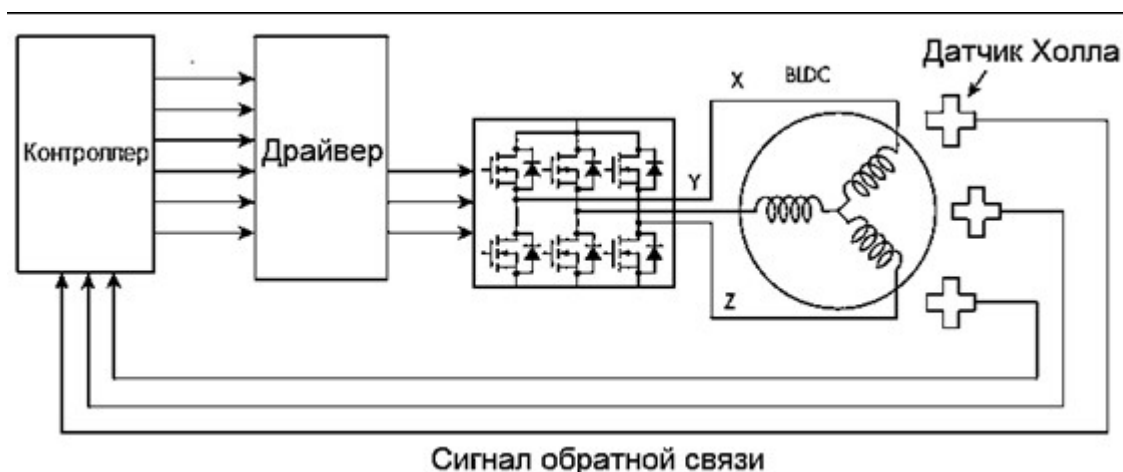 Датчик Холла
X
BLDC
Контроллер
Драйвер
Y
Z
Сигнал обратной связи